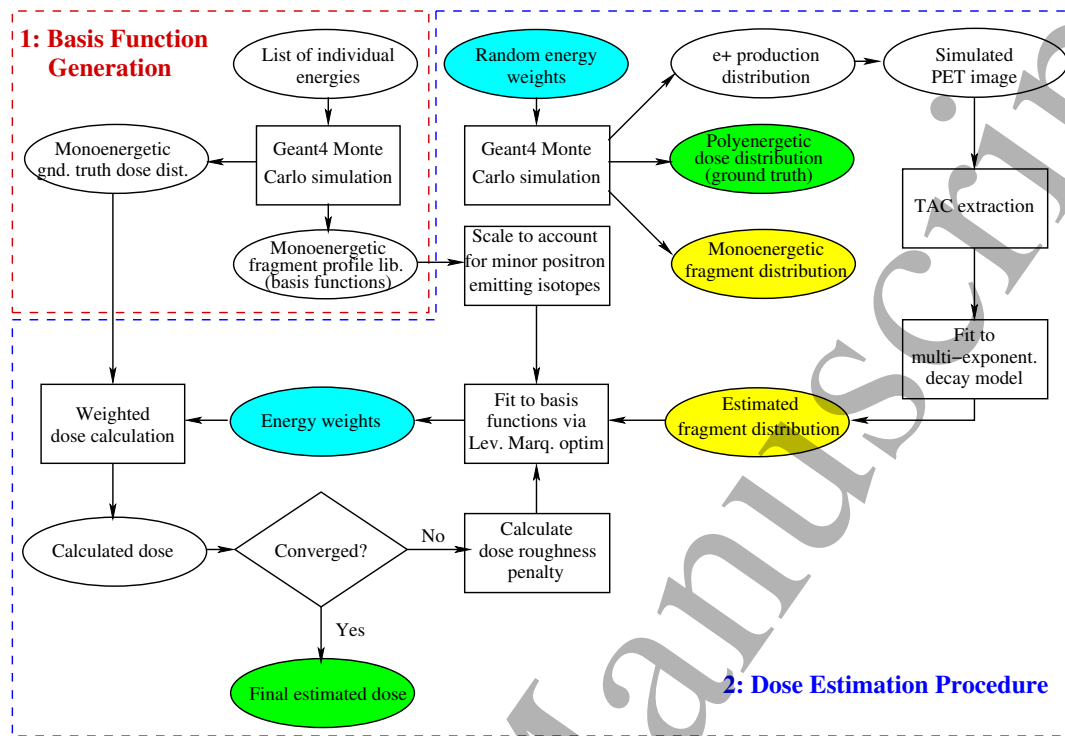 1: Basis Function
Generation
List of individual
energies
Geant4 Monte
Carlo simulation
Monoenergetic
gnd. truth dose dist.
Monoenergetic
fragment profile lib.
(basis functions)
Random energy
weights
Geant4 Monte
Carlo simulation
e+ production
distribution
Simulated
PET image
Polyenergetic
dose distribution
(ground truth)
Monoenergetic
fragment distribution
TAC extraction
Scale to account
for minor positron
emitting isotopes
Fit to
multi−exponent.
decay model
Weighted
dose calculation
Energy weights
Fit to basis
functions via
Lev. Marq. optim
Estimated
fragment distribution
Calculated dose
Converged?
No
Calculate
dose roughness
penalty
Yes
Final estimated dose
2: Dose Estimation Procedure
anuscrip